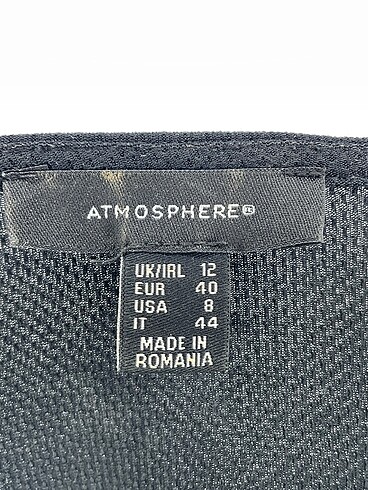 ATMOSPHERE®
UK/IRL 12
EUR 40
USA 8
IT 44
MADE IN
ROMANIA